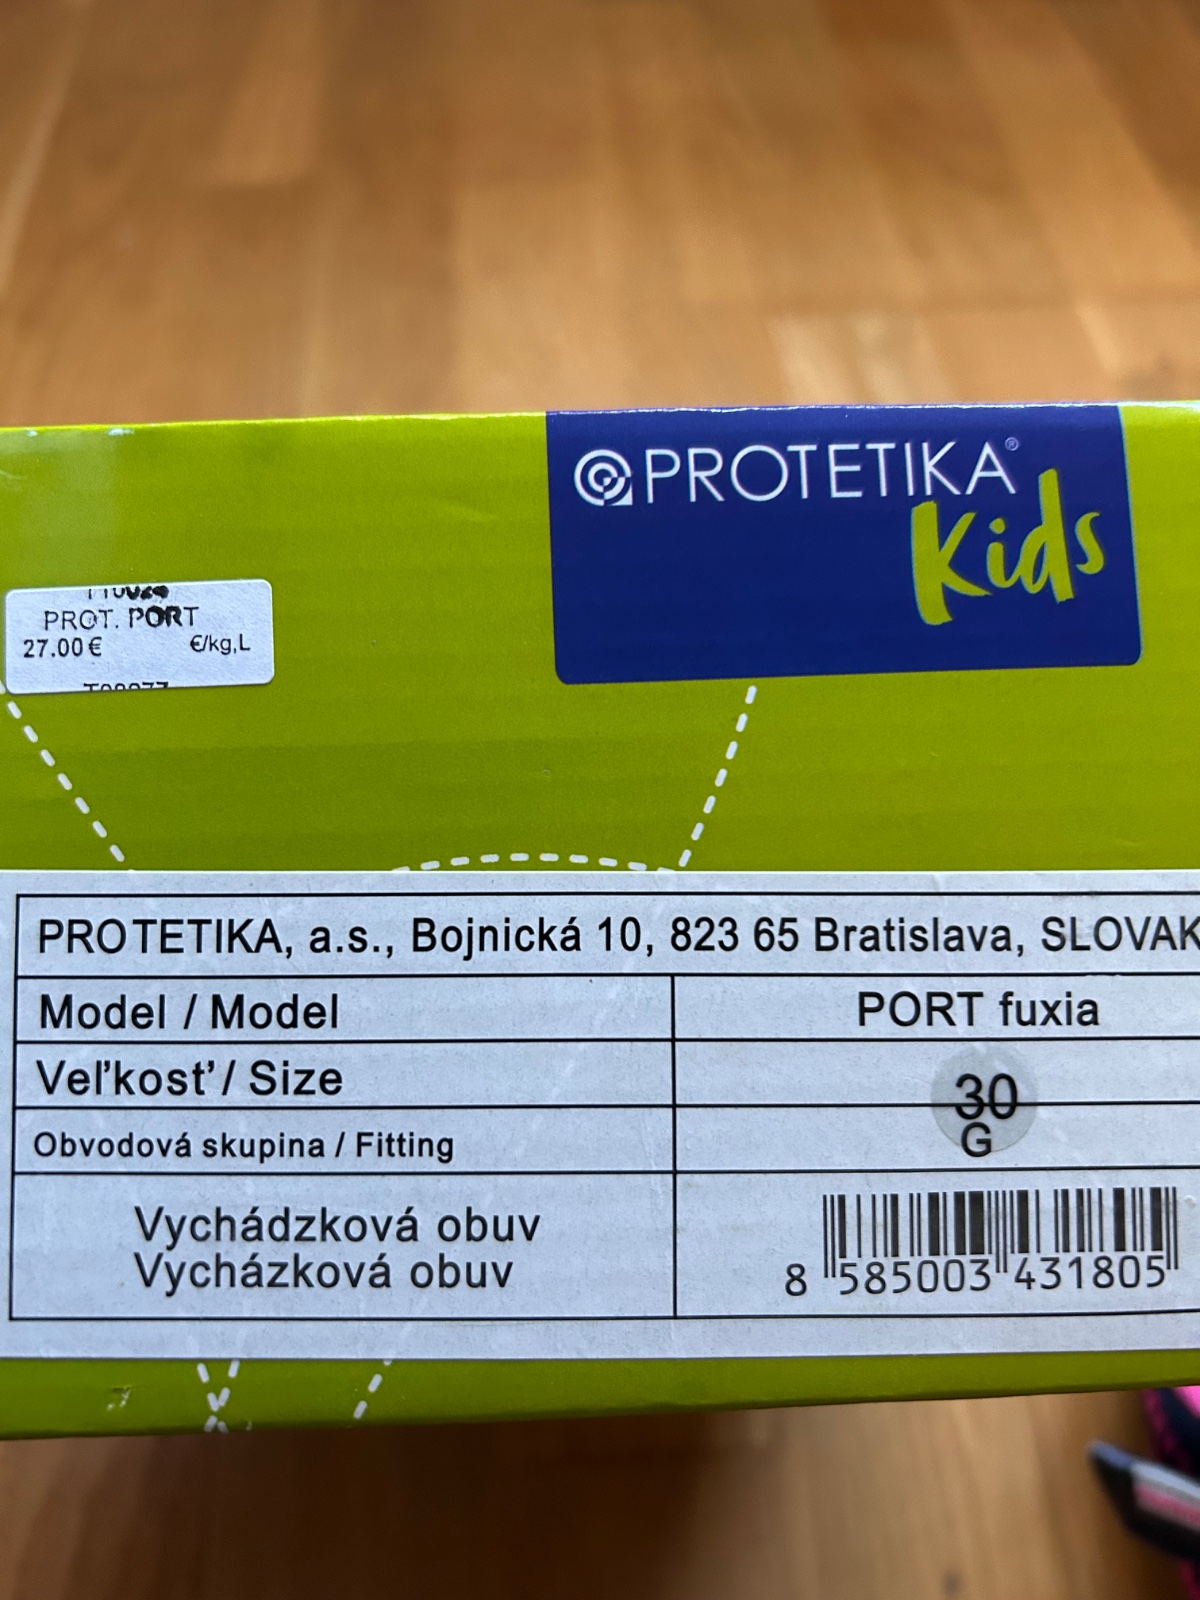 PROTETIKA®
Kids
PROT. PORT
27.00 € €/kg,L
PROTETIKA, a.s., Bojnická 10, 823 65 Bratislava, SLOVAK
Model / Model PORT fuxia
Veľkosť / Size 30
Obvodová skupina / Fitting G
Vychádzková obuv
Vycházková obuv
8 585003 431805